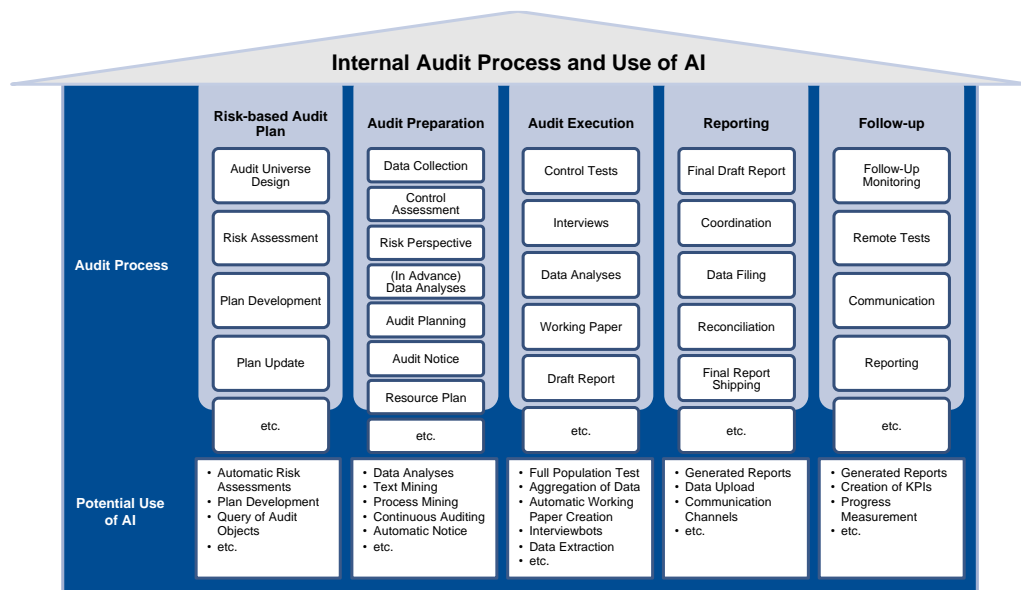 Internal Audit Process and Use of AI
Risk-based Audit
Plan
Audit Preparation
Audit Execution
Reporting
Follow-up
Audit Process
Audit Universe
Design
Risk Assessment
Plan Development
Plan Update
etc.
Data Collection
Control
Assessment
Risk Perspective
(In Advance)
Data Analyses
Audit Planning
Audit Notice
Resource Plan
etc.
Control Tests
Interviews
Data Analyses
Working Paper
Draft Report
etc.
Final Draft Report
Coordination
Data Filing
Reconciliation
Final Report
Shipping
etc.
Follow-Up
Monitoring
Remote Tests
Communication
Reporting
etc.
Potential Use
of AI
• Automatic Risk
Assessments
• Plan Development
• Query of Audit
Objects
• etc.
• Data Analyses
• Text Mining
• Process Mining
• Continuous Auditing
• Automatic Notice
• etc.
• Full Population Test
• Aggregation of Data
• Automatic Working
Paper Creation
• Interviewbots
• Data Extraction
• etc.
• Generated Reports
• Data Upload
• Communication
Channels
• etc.
• Generated Reports
• Creation of KPIs
• Progress
Measurement
• etc.